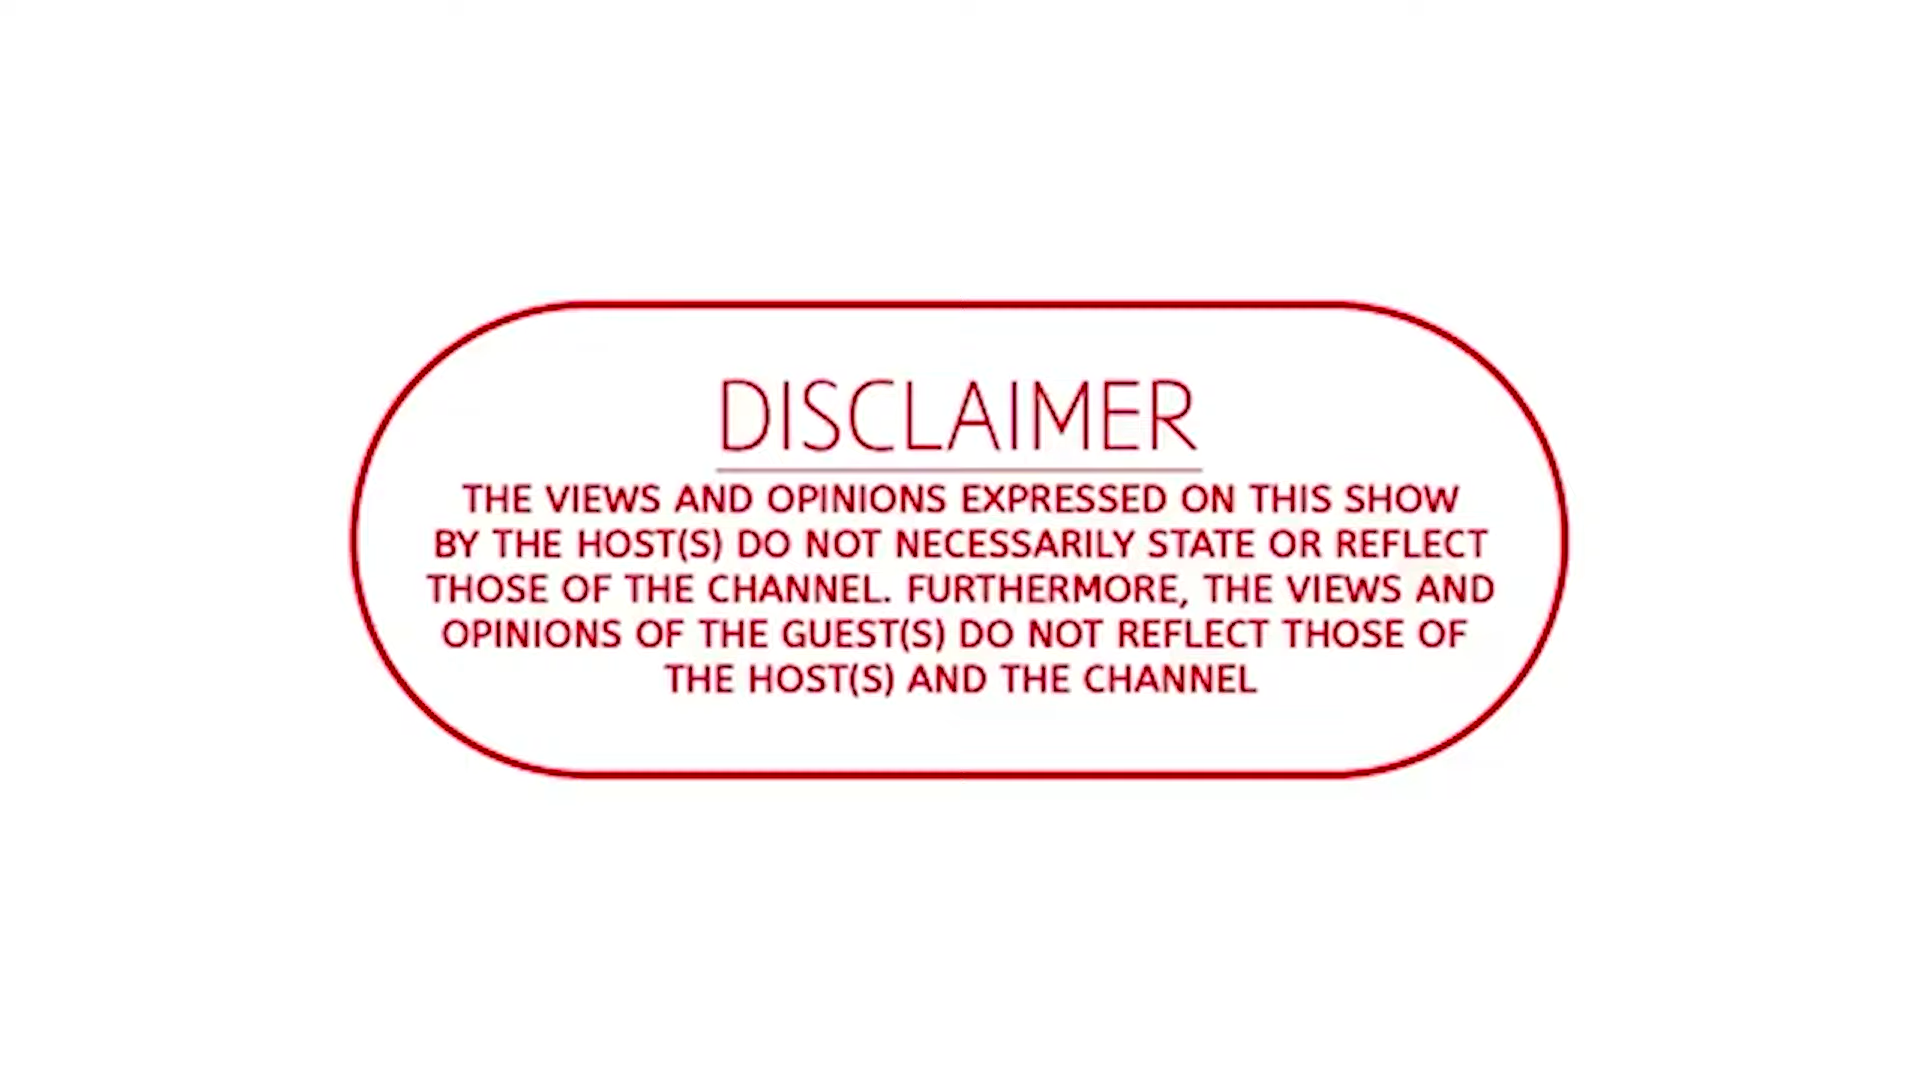 DISCLAIMER
THE VIEWS AND OPINIONS EXPRESSED ON THIS SHOW
BY THE HOST(S) DO NOT NECESSARILY STATE OR REFLECT
THOSE OF THE CHANNEL. FURTHERMORE, THE VIEWS AND
OPINIONS OF THE GUEST(S) DO NOT REFLECT THOSE OF
THE HOST(S) AND THE CHANNEL